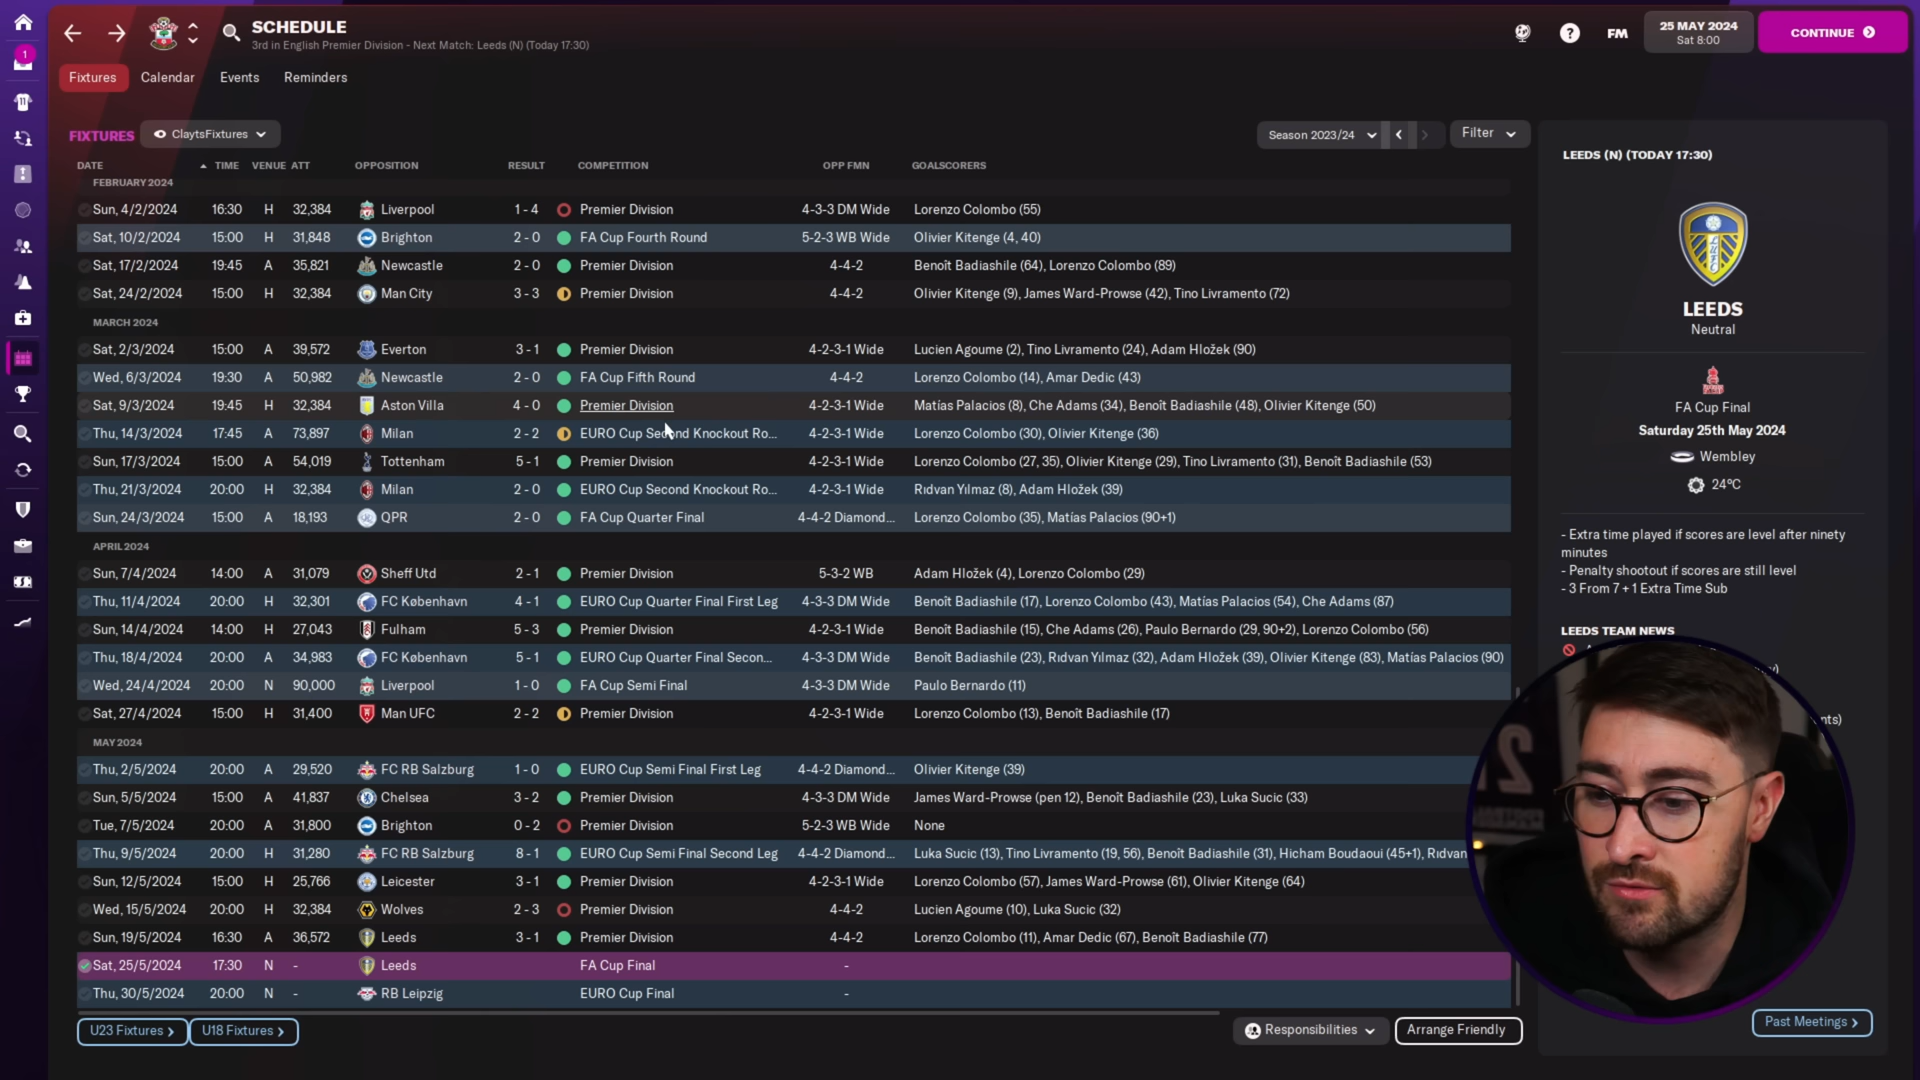 SCHEDULE
3rd in English Premier Division - Next Match: Leeds (N) (Today 17:30)
FM
25 MAY 2024
Sat 8:00
CONTINUE
1
Fixtures Calendar Events Reminders
FIXTURES ClaytsFixtures Season 2023/24 Filter
DATE TIME VENUE ATT OPPOSITION RESULT COMPETITION OPP FMN GOALSCORERS
FEBRUARY 2024
Sun, 4/2/2024 16:30 H 32,384 Liverpool 1 - 4 Premier Division 4-3-3 DM Wide Lorenzo Colombo (55)
Sat, 10/2/2024 15:00 H 31,848 Brighton 2 - 0 FA Cup Fourth Round 5-2-3 WB Wide Olivier Kitenge (4, 40)
Sat, 17/2/2024 19:45 A 35,821 Newcastle 2 - 0 Premier Division 4-4-2 Benoît Badiashile (64), Lorenzo Colombo (89)
Sat, 24/2/2024 15:00 H 32,384 Man City 3 - 3 Premier Division 4-4-2 Olivier Kitenge (9), James Ward-Prowse (42), Tino Livramento (72)
MARCH 2024
Sat, 2/3/2024 15:00 A 39,572 Everton 3 - 1 Premier Division 4-2-3-1 Wide Lucien Agoume (2), Tino Livramento (24), Adam Hložek (90)
Wed, 6/3/2024 19:30 A 50,982 Newcastle 2 - 0 FA Cup Fifth Round 4-4-2 Lorenzo Colombo (14), Amar Dedic (43)
Sat, 9/3/2024 19:45 H 32,384 Aston Villa 4 - 0 Premier Division 4-2-3-1 Wide Matías Palacios (8), Che Adams (34), Benoît Badiashile (48), Olivier Kitenge (50)
Thu, 14/3/2024 17:45 A 73,897 Milan 2 - 2 EURO Cup Second Knockout Ro... 4-2-3-1 Wide Lorenzo Colombo (30), Olivier Kitenge (36)
Sun, 17/3/2024 15:00 A 54,019 Tottenham 5 - 1 Premier Division 4-2-3-1 Wide Lorenzo Colombo (27, 35), Olivier Kitenge (29), Tino Livramento (31), Benoît Badiashile (53)
Thu, 21/3/2024 20:00 H 32,384 Milan 2 - 0 EURO Cup Second Knockout Ro... 4-2-3-1 Wide Rıdvan Yılmaz (8), Adam Hložek (39)
Sun, 24/3/2024 15:00 A 18,193 QPR 2 - 0 FA Cup Quarter Final 4-4-2 Diamond... Lorenzo Colombo (35), Matías Palacios (90+1)
APRIL 2024
Sun, 7/4/2024 14:00 A 31,079 Sheff Utd 2 - 1 Premier Division 5-3-2 WB Adam Hložek (4), Lorenzo Colombo (29)
Thu, 11/4/2024 20:00 H 32,301 FC København 4 - 1 EURO Cup Quarter Final First Leg 4-3-3 DM Wide Benoît Badiashile (17), Lorenzo Colombo (43), Matías Palacios (54), Che Adams (87)
Sun, 14/4/2024 14:00 H 27,043 Fulham 5 - 3 Premier Division 4-2-3-1 Wide Benoît Badiashile (15), Che Adams (26), Paulo Bernardo (29, 90+2), Lorenzo Colombo (56)
Thu, 18/4/2024 20:00 A 34,983 FC København 5 - 1 EURO Cup Quarter Final Secon... 4-3-3 DM Wide Benoît Badiashile (23), Rıdvan Yılmaz (32), Adam Hložek (39), Olivier Kitenge (83), Matías Palacios (90)
Wed, 24/4/2024 20:00 N 90,000 Liverpool 1 - 0 FA Cup Semi Final 4-3-3 DM Wide Paulo Bernardo (11)
Sat, 27/4/2024 15:00 H 31,400 Man UFC 2 - 2 Premier Division 4-2-3-1 Wide Lorenzo Colombo (13), Benoît Badiashile (17)
MAY 2024
Thu, 2/5/2024 20:00 A 29,520 FC RB Salzburg 1 - 0 EURO Cup Semi Final First Leg 4-4-2 Diamond... Olivier Kitenge (39)
Sun, 5/5/2024 15:00 A 41,837 Chelsea 3 - 2 Premier Division 4-3-3 DM Wide James Ward-Prowse (pen 12), Benoît Badiashile (23), Luka Sucic (33)
Tue, 7/5/2024 20:00 A 31,800 Brighton 0 - 2 Premier Division 5-2-3 WB Wide None
Thu, 9/5/2024 20:00 H 31,280 FC RB Salzburg 8 - 1 EURO Cup Semi Final Second Leg 4-4-2 Diamond... Luka Sucic (13), Tino Livramento (19, 56), Benoît Badiashile (31), Hicham Boudaoui (45+1), Rıdvan
Sun, 12/5/2024 15:00 H 25,766 Leicester 3 - 1 Premier Division 4-2-3-1 Wide Lorenzo Colombo (57), James Ward-Prowse (61), Olivier Kitenge (64)
Wed, 15/5/2024 20:00 H 32,384 Wolves 2 - 3 Premier Division 4-4-2 Lucien Agoume (10), Luka Sucic (32)
Sun, 19/5/2024 16:30 A 36,572 Leeds 3 - 1 Premier Division 4-4-2 Lorenzo Colombo (11), Amar Dedic (67), Benoît Badiashile (77)
Sat, 25/5/2024 17:30 N - Leeds FA Cup Final -
Thu, 30/5/2024 20:00 N - RB Leipzig EURO Cup Final -
U23 Fixtures U18 Fixtures Responsibilities Arrange Friendly
LEEDS (N) (TODAY 17:30)
LEEDS
Neutral
FA Cup Final
Saturday 25th May 2024
Wembley
24°C
- Extra time played if scores are level after ninety
minutes
- Penalty shootout if scores are still level
- 3 From 7 + 1 Extra Time Sub
LEEDS TEAM NEWS
nts)
Past Meetings